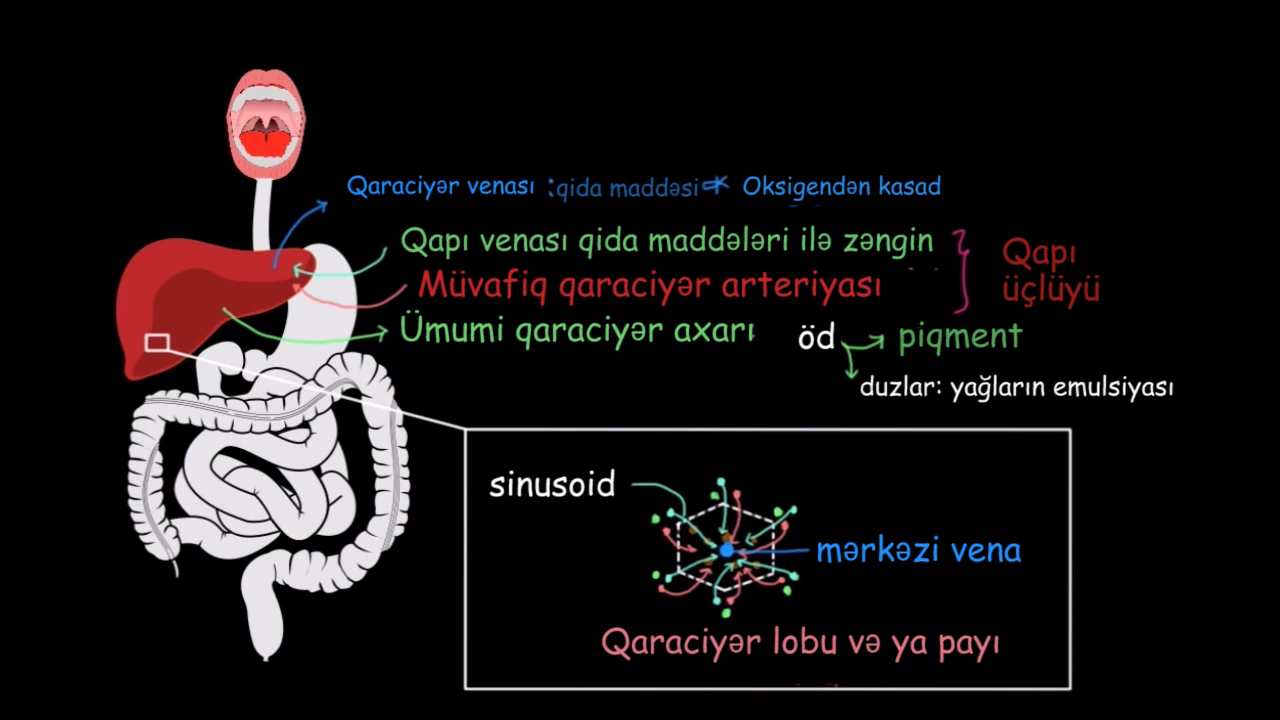 Qaraciyər venası :qida maddəsi Oksigendən kasad
Qapı venası qida maddələri ilə zəngin
Müvafiq qaraciyər arteriyası
Qapı
üçlüyü
Ümumi qaraciyər axarı
öd
piqment
duzlar: yağların emulsiyası
sinusoid
mərkəzi vena
Qaraciyər lobu və ya payı